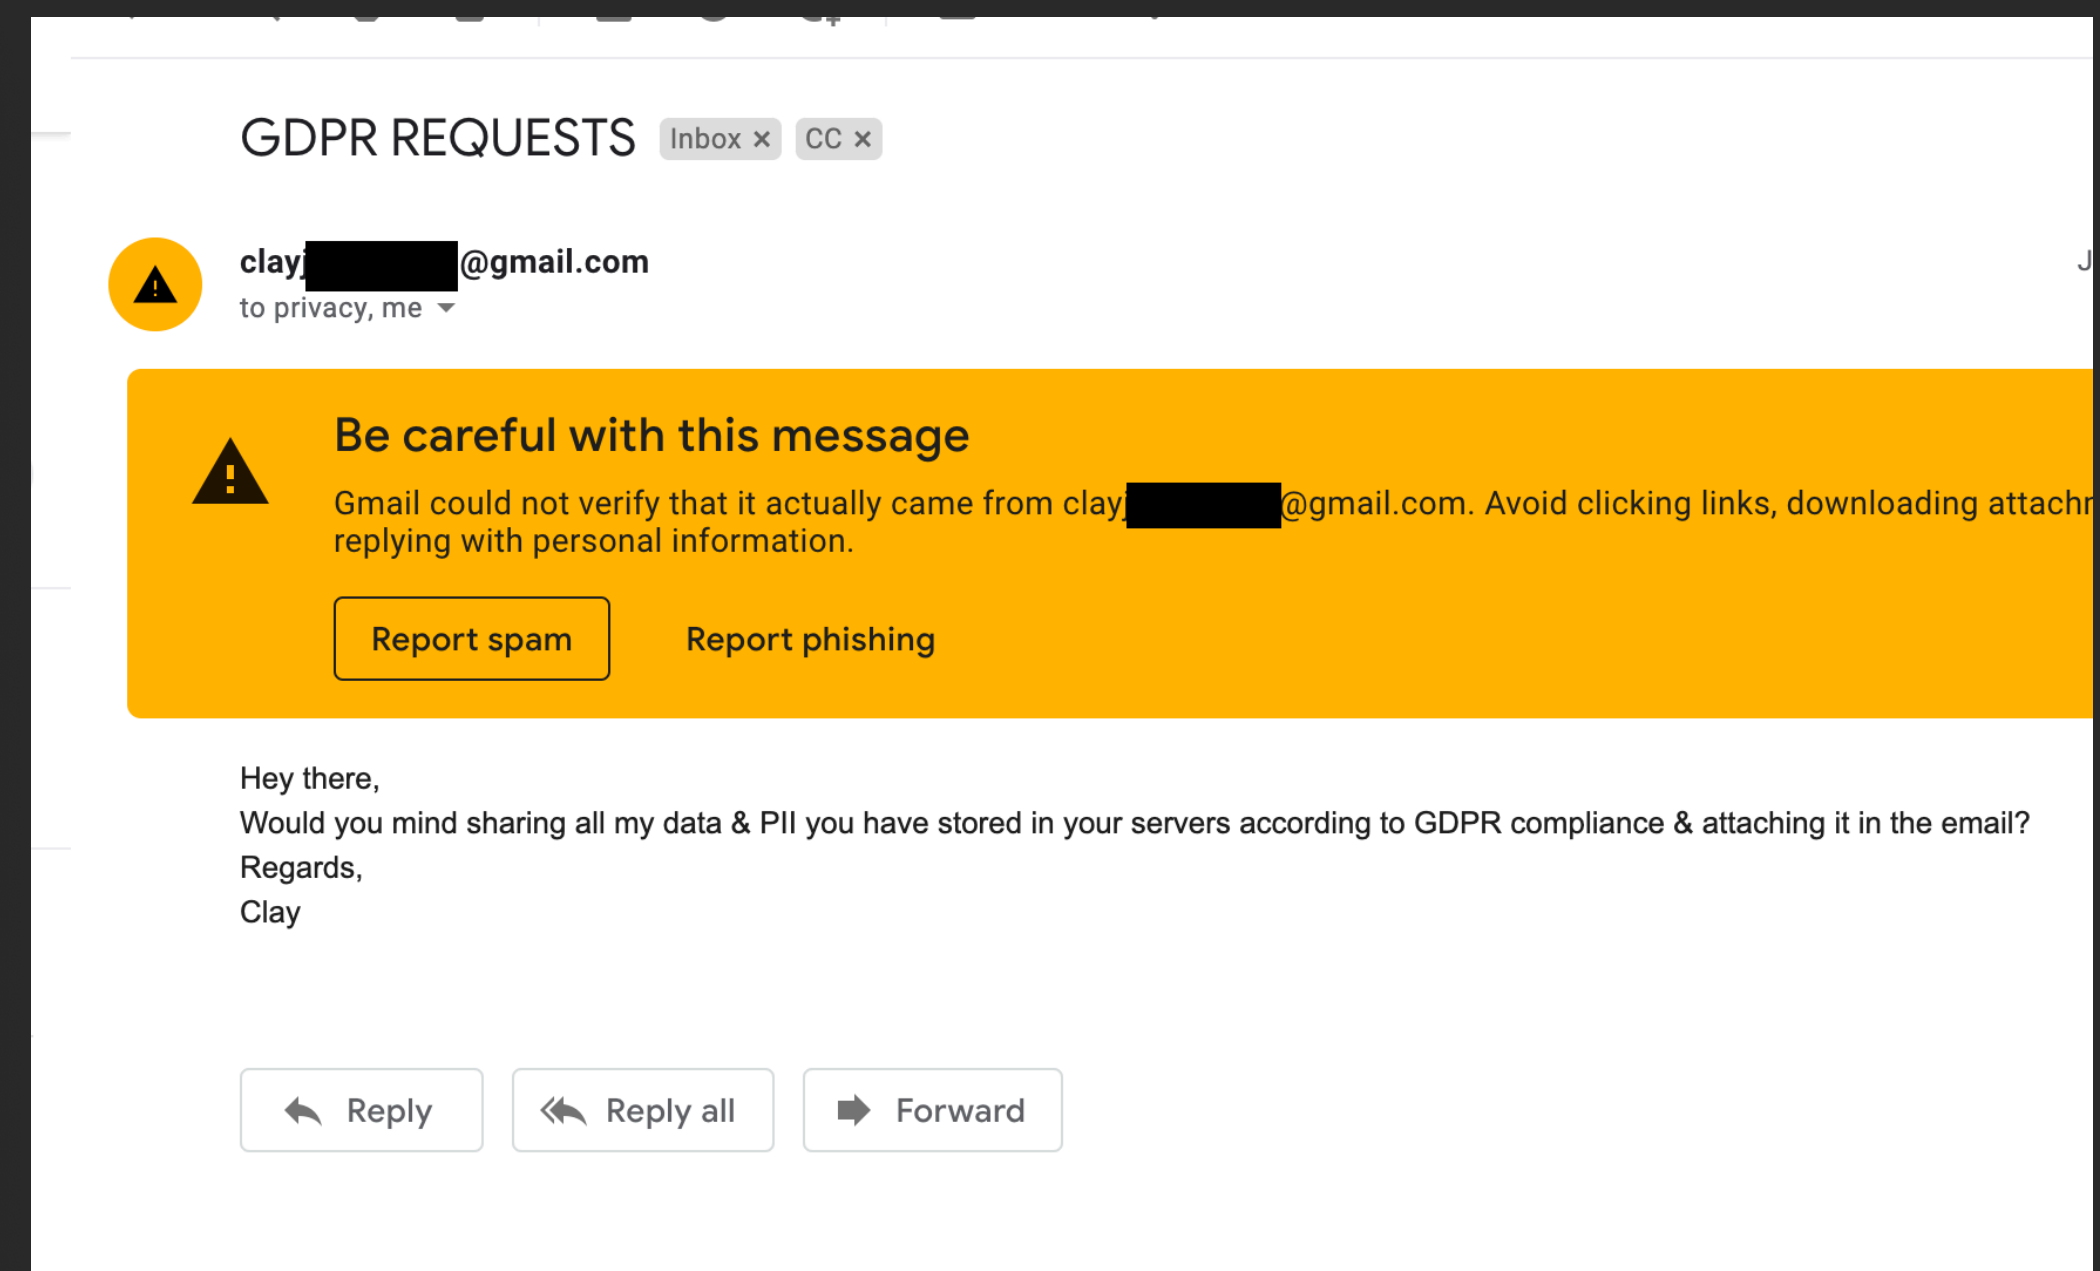 GDPR REQUESTS Inbox × CC ×
clayj @gmail.com
to privacy, me
Be careful with this message
Gmail could not verify that it actually came from clayj @gmail.com. Avoid clicking links, downloading
replying with personal information.
Report spam Report phishing
Hey there,
Would you mind sharing all my data & PII you have stored in your servers according to GDPR compliance & attaching it in the email?
Regards,
Clay
Reply Reply all Forward